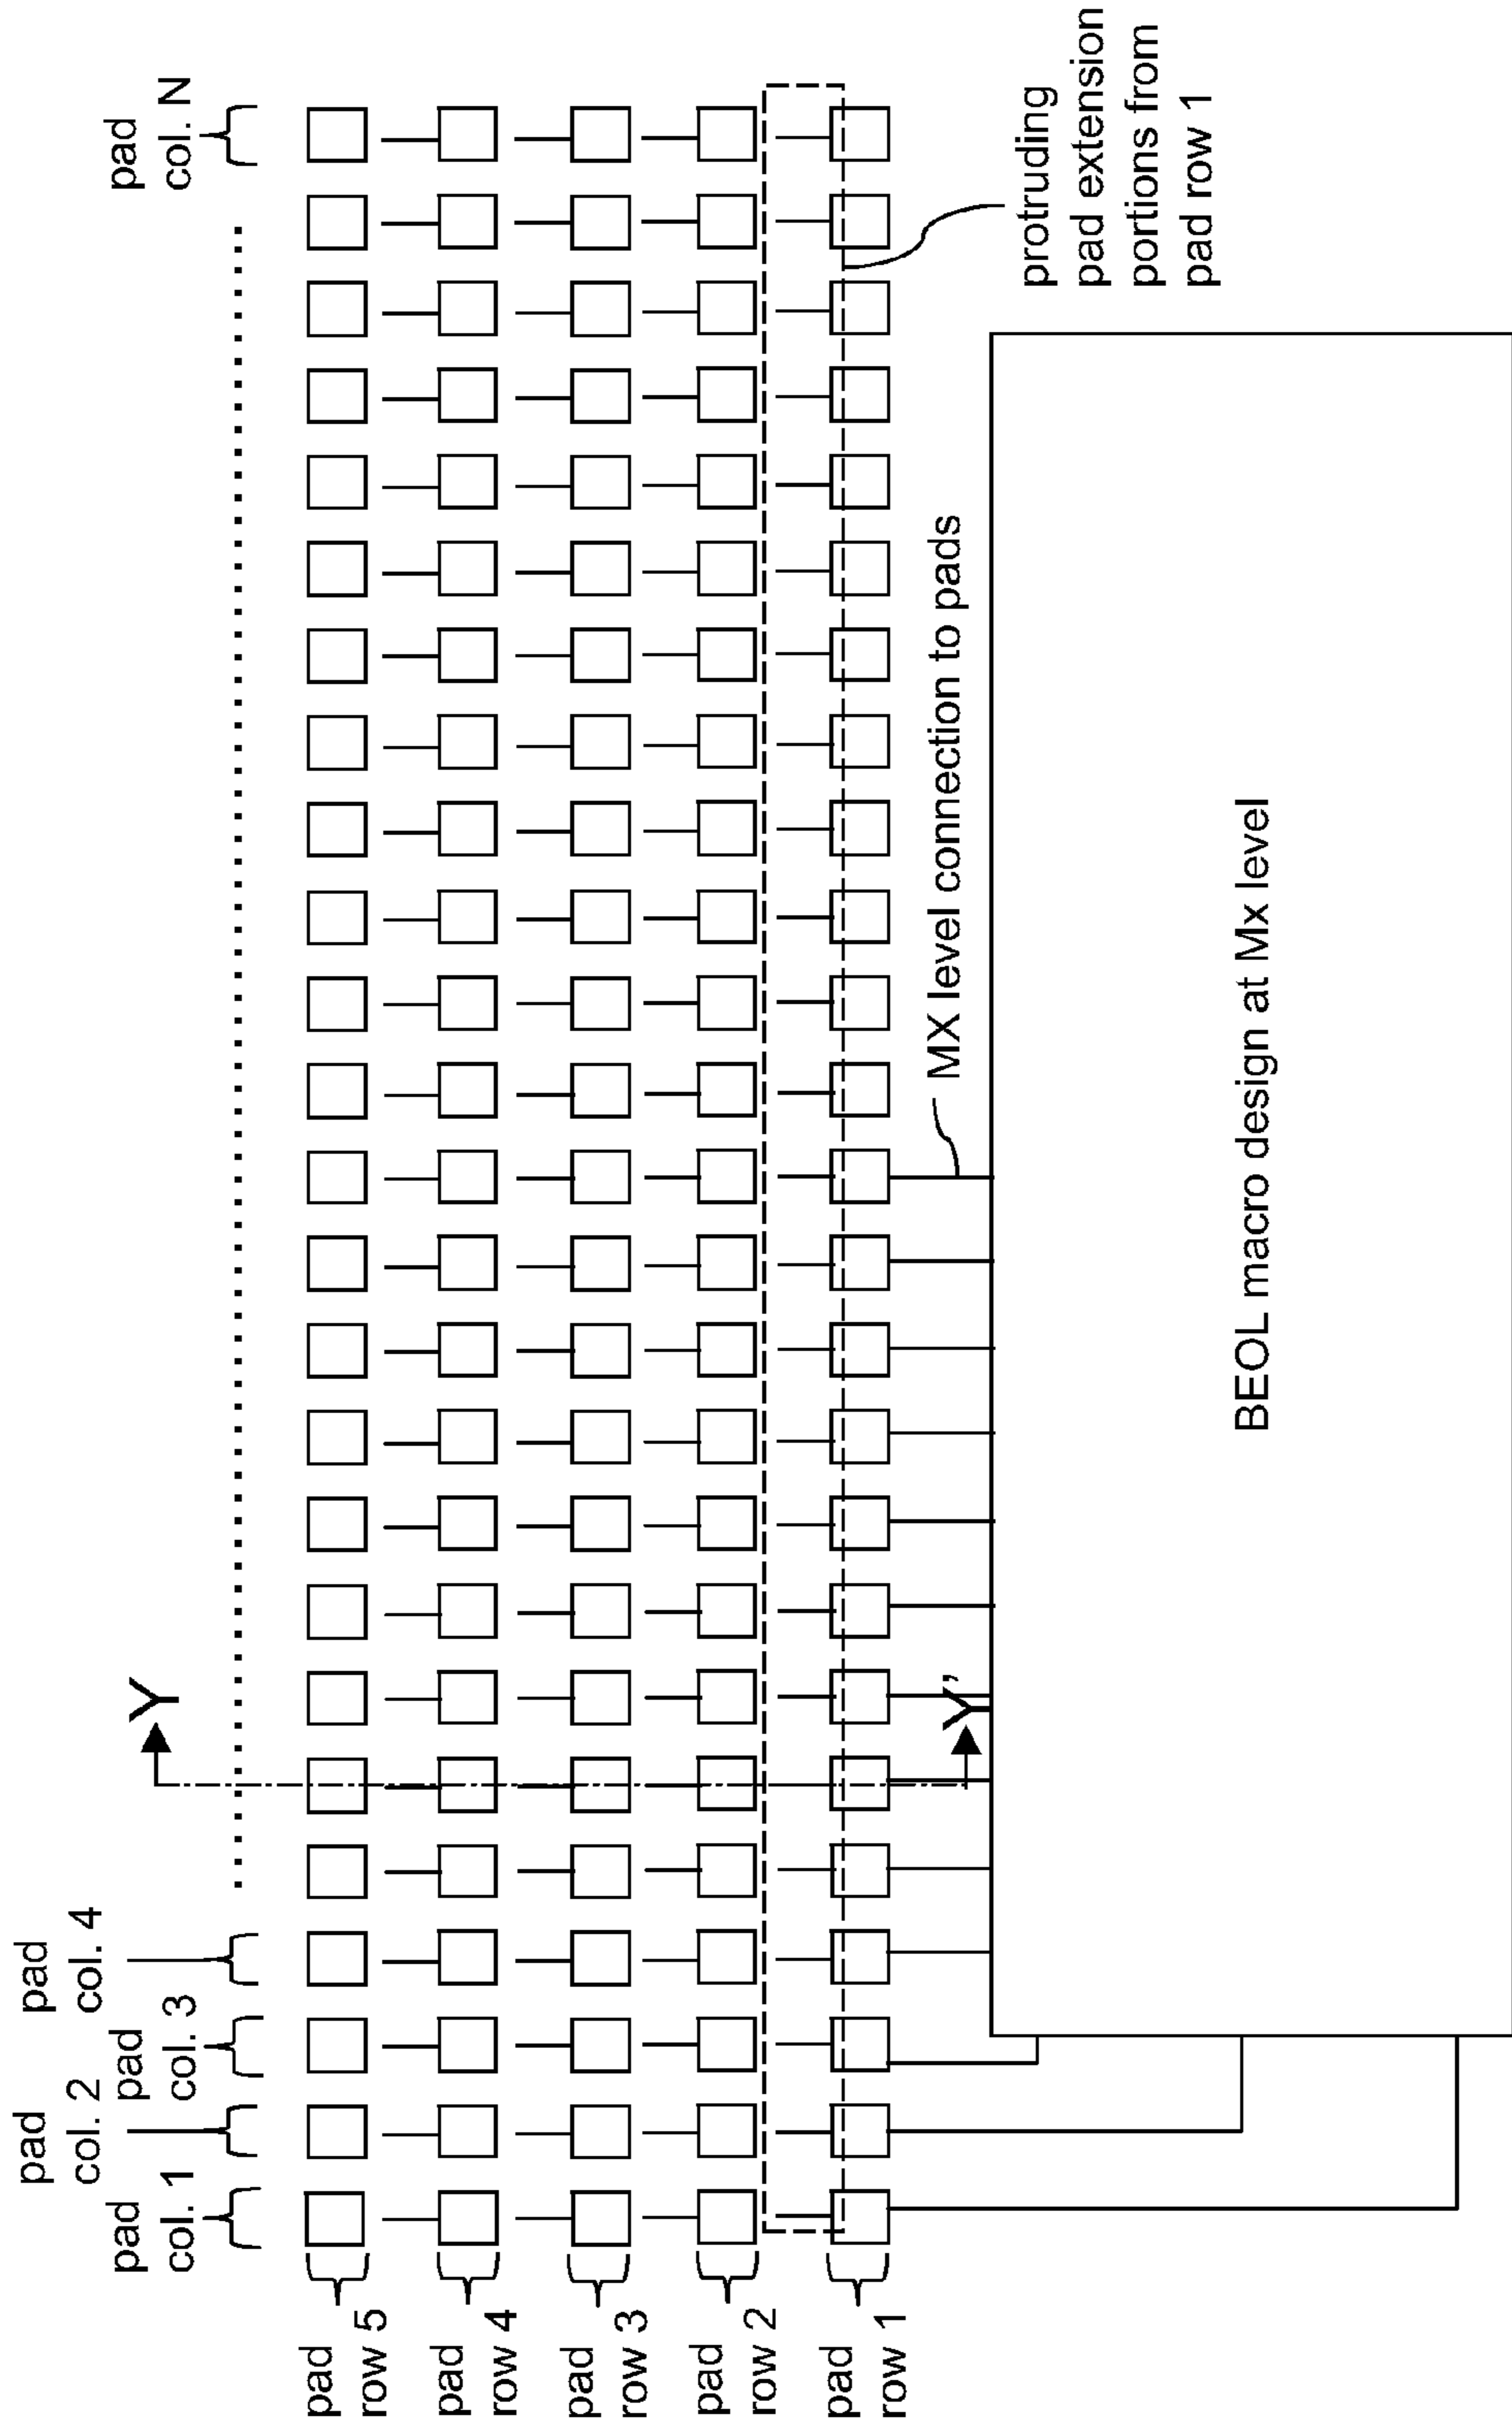 pad
col. 1
pad
col. 2
pad
col. 3
pad
col. 4
pad
col. N
Y
pad
row 5
pad
row 4
pad
row 3
pad
row 2
pad
row 1
Y'
MX level connection to pads
protruding
pad extension
portions from
pad row 1
BEOL macro design at Mx level